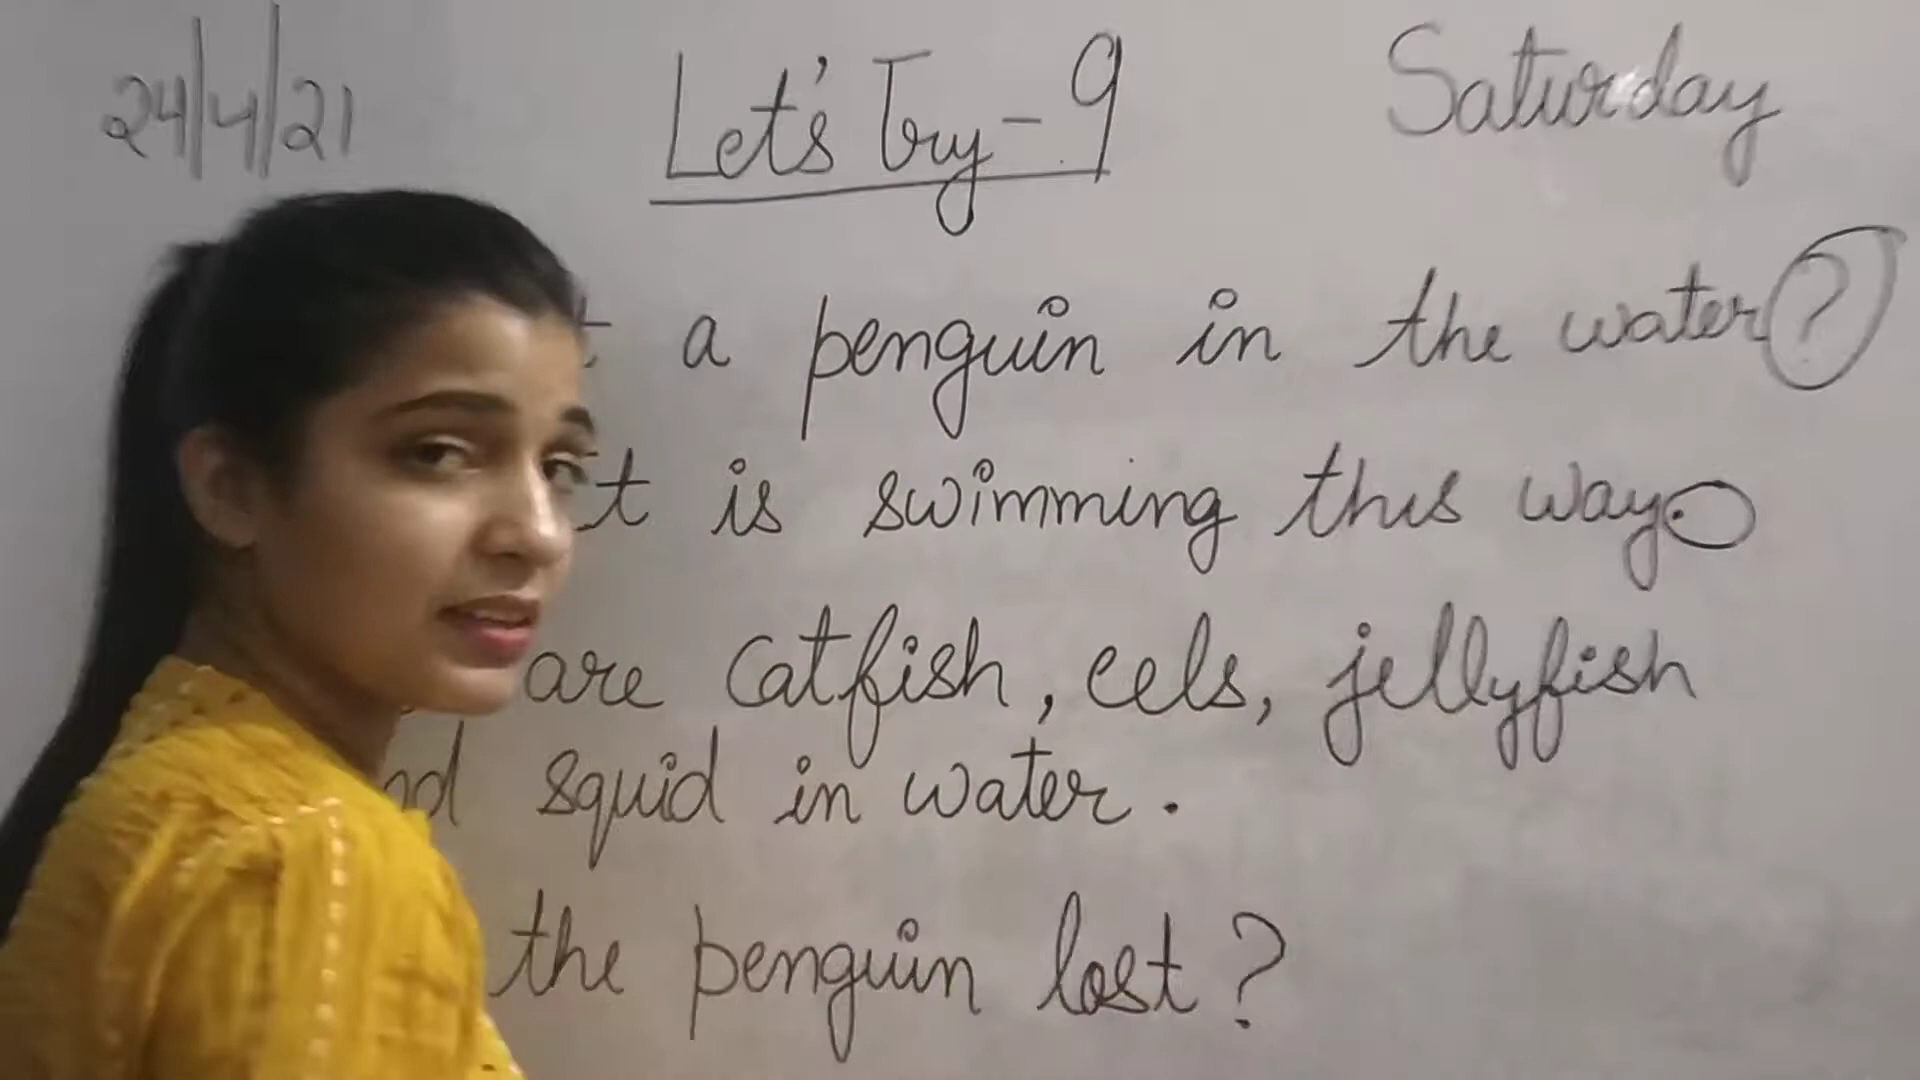 24/4/21 Let's Try - 9 Saturday
a penguin in the water?
is swimming this way.
are catfish, eels, jellyfish
squid in water.
the penguin lost?